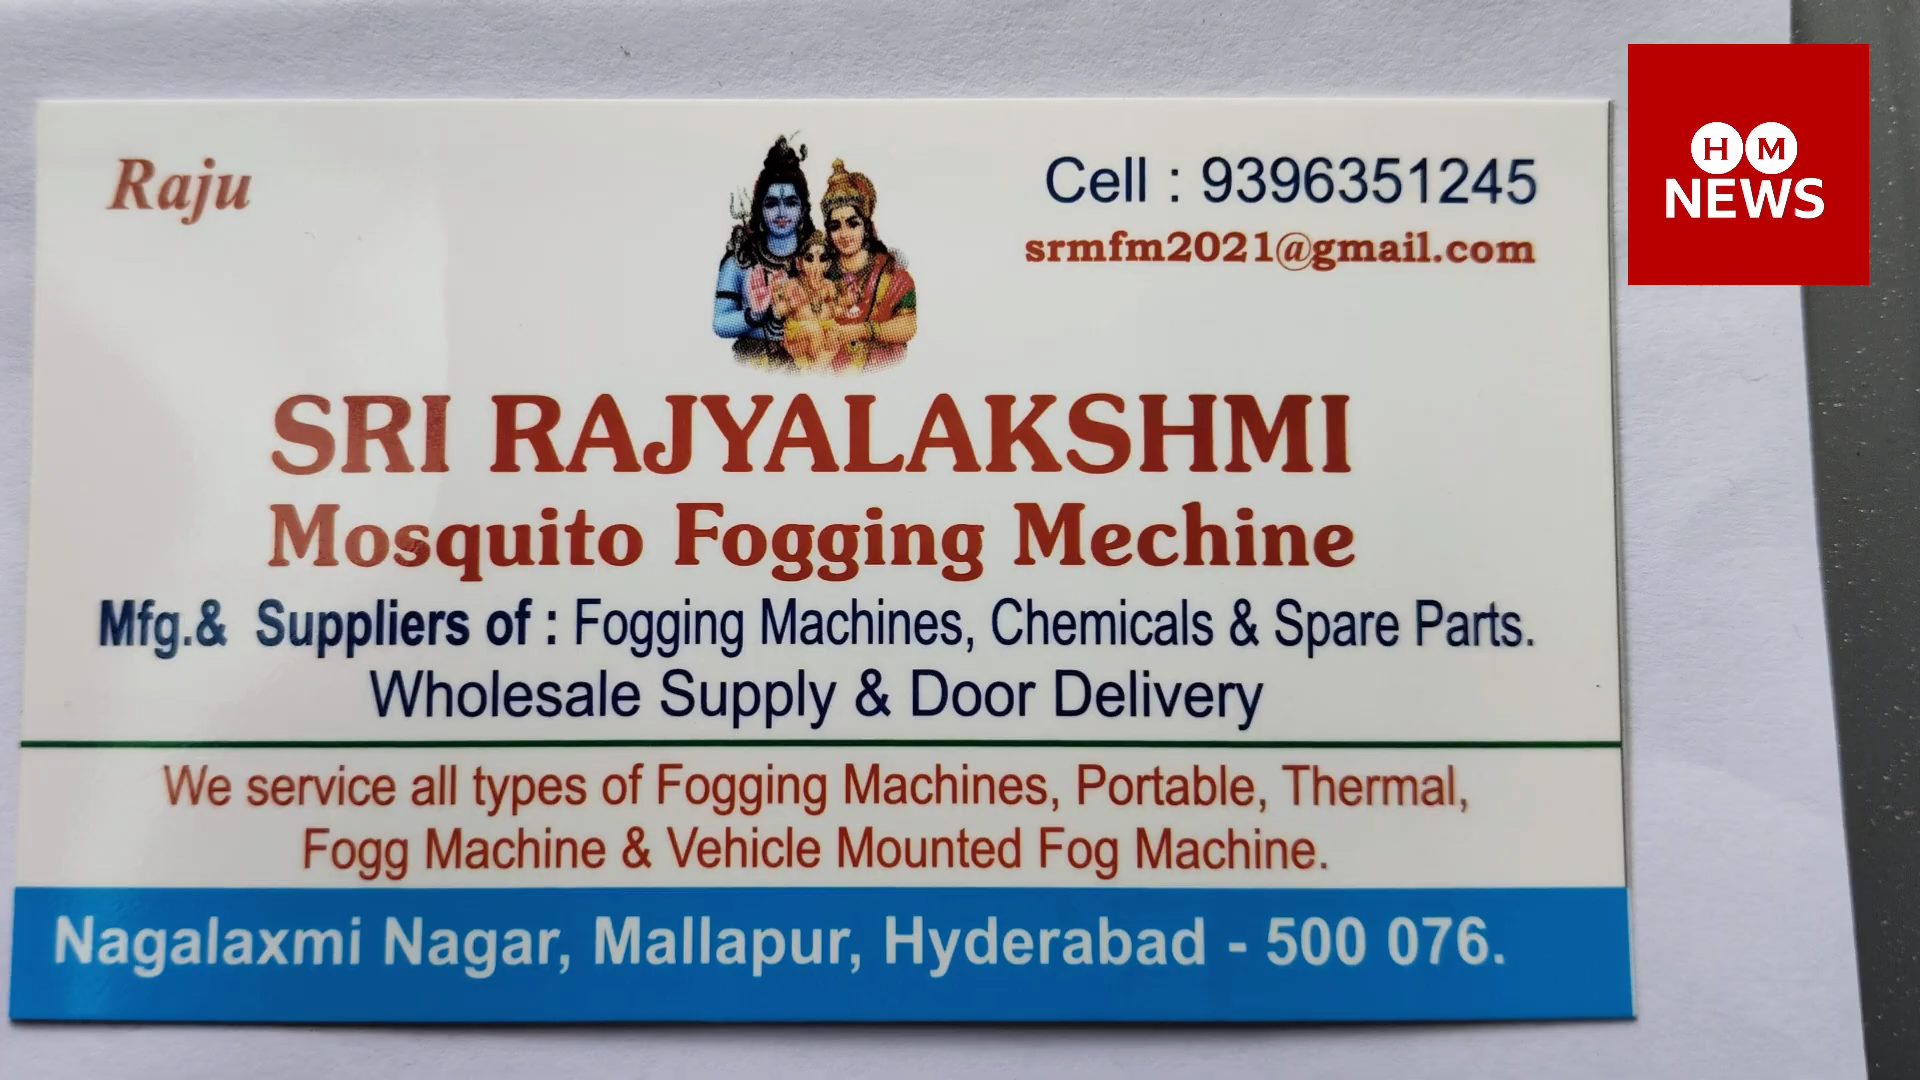 Raju
Cell : 9396351245
srmfm2021@gmail.com
SRI RAJYALAKSHMI
Mosquito Fogging Mechine
Mfg.& Suppliers of : Fogging Machines, Chemicals & Spare Parts.
Wholesale Supply & Door Delivery
We service all types of Fogging Machines, Portable, Thermal,
Fogg Machine & Vehicle Mounted Fog Machine.
Nagalaxmi Nagar, Mallapur, Hyderabad - 500 076.
HM
NEWS